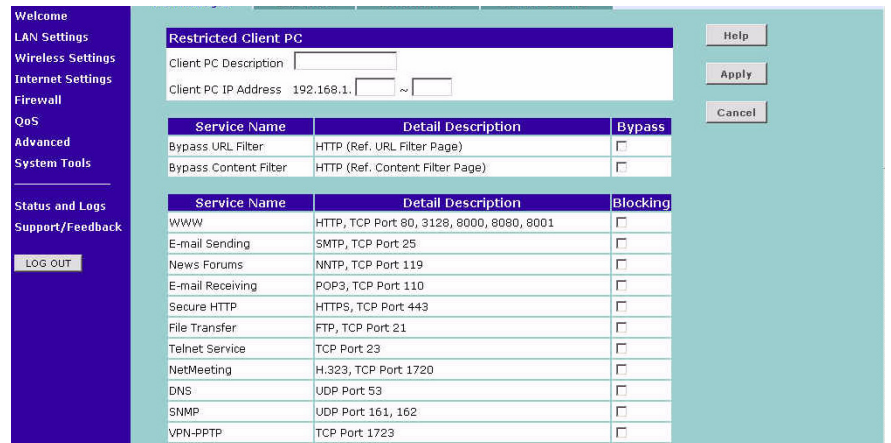 Welcome
LAN Settings
Wireless Settings
Internet Settings
Firewall
QoS
Advanced
System Tools
Status and Logs
Support/Feedback
LOG OUT
Restricted Client PC
Client PC Description
Client PC IP Address 192.168.1. ~
Service Name Detail Description Bypass
Bypass URL Filter HTTP (Ref. URL Filter Page)
Bypass Content Filter HTTP (Ref. Content Filter Page)
Service Name Detail Description Blocking
WWW HTTP, TCP Port 80, 3128, 8000, 8080, 8001
E-mail Sending SMTP, TCP Port 25
News Forums NNTP, TCP Port 119
E-mail Receiving POP3, TCP Port 110
Secure HTTP HTTPS, TCP Port 443
File Transfer FTP, TCP Port 21
Telnet Service TCP Port 23
NetMeeting H.323, TCP Port 1720
DNS UDP Port 53
SNMP UDP Port 161, 162
VPN-PPTP TCP Port 1723
Help
Apply
Cancel